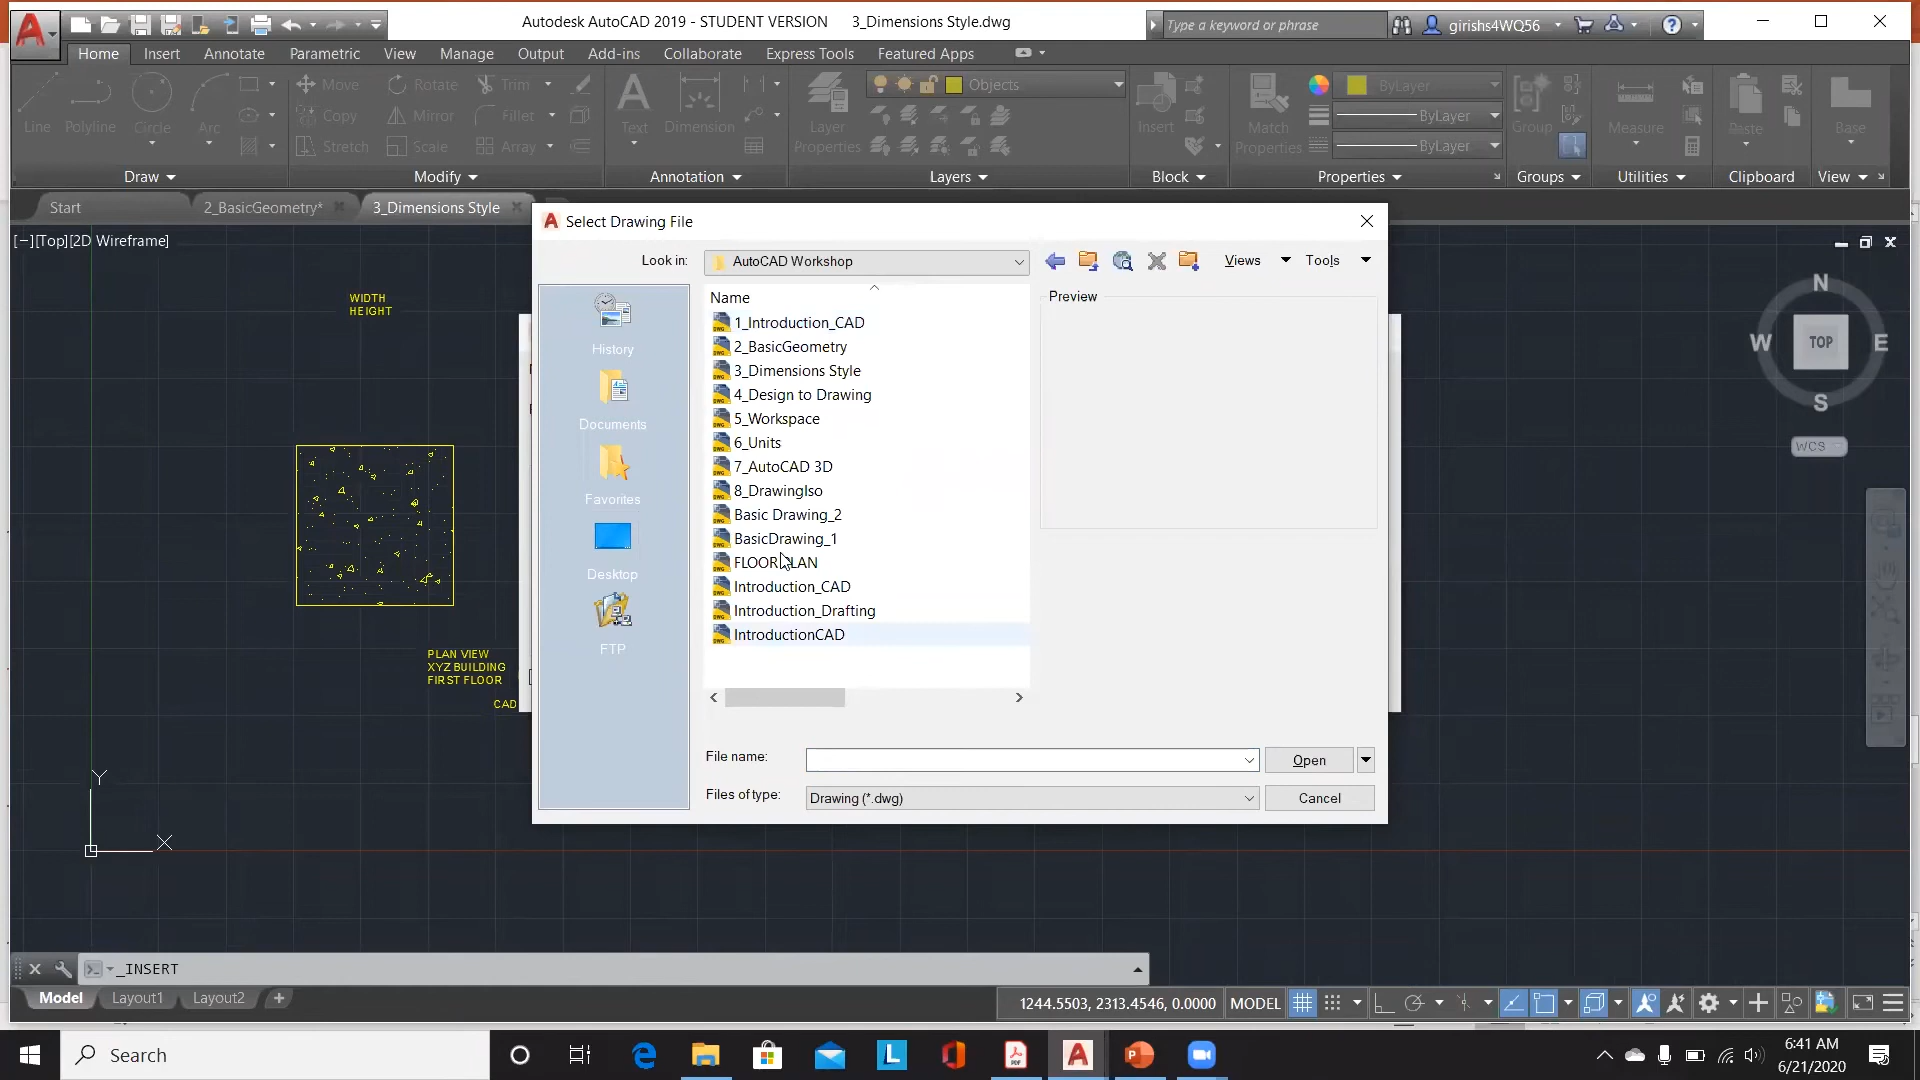 Autodesk AutoCAD 2019 - STUDENT VERSION 3_Dimensions Style.dwg
Type a keyword or phrase
girishs4WQ56
Home Insert Annotate Parametric View Manage Output Add-ins Collaborate Express Tools Featured Apps
Line Polyline Circle Arc
Move Rotate Trim
Copy Mirror Fillet
Stretch Scale Array
Text Dimension
Layer Properties
Objects
Insert
Match Properties
ByLayer
ByLayer
ByLayer
Group
Measure
Paste
Base
Draw Modify Annotation Layers Block Properties Groups Utilities Clipboard View
Start 2_BasicGeometry* 3_Dimensions Style
[−][Top][2D Wireframe]
WIDTH
HEIGHT
PLAN VIEW
XYZ BUILDING
FIRST FLOOR
CAD
Y
X
Select Drawing File
Look in: AutoCAD Workshop
Views Tools
History
Documents
Favorites
Desktop
FTP
Name
1_Introduction_CAD
2_BasicGeometry
3_Dimensions Style
4_Design to Drawing
5_Workspace
6_Units
7_AutoCAD 3D
8_DrawingIso
Basic Drawing_2
BasicDrawing_1
FLOOR PLAN
Introduction_CAD
Introduction_Drafting
IntroductionCAD
Preview
File name:
Open
Files of type: Drawing (*.dwg)
Cancel
N
W TOP E
S
WCS
_INSERT
Model Layout1 Layout2 +
1244.5503, 2313.4546, 0.0000 MODEL
Search
6:41 AM
6/21/2020